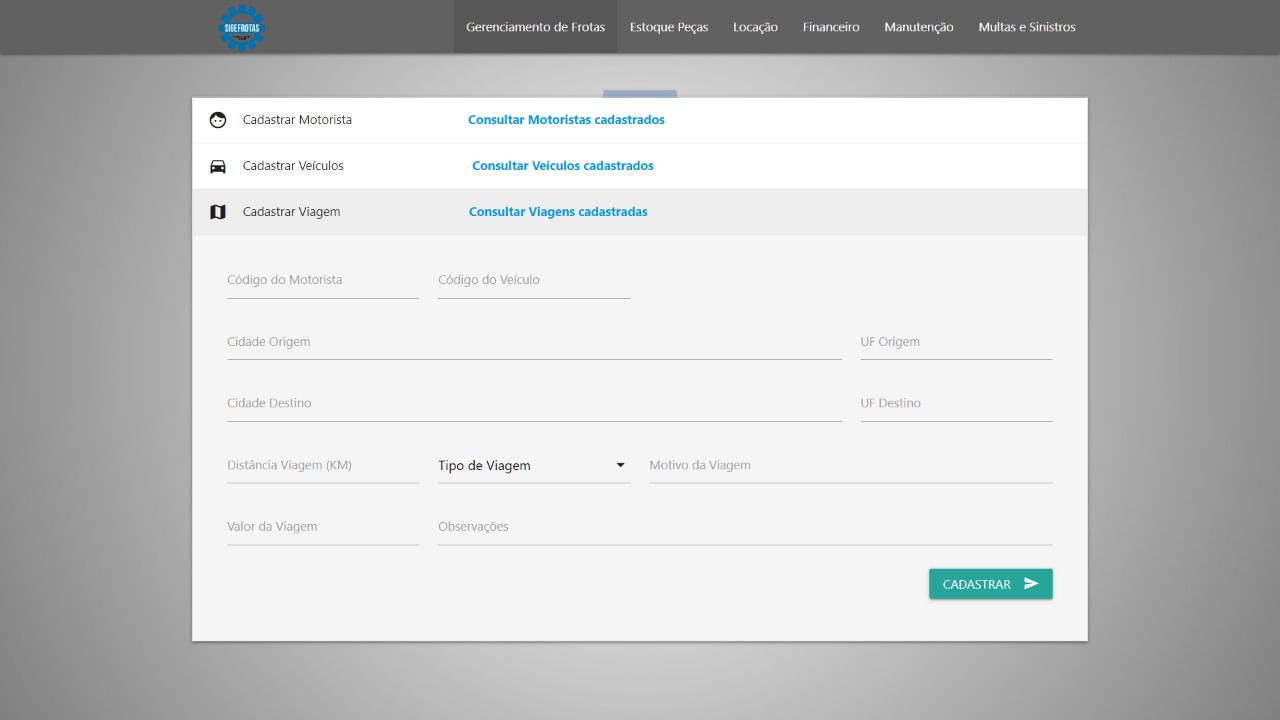 SIGEFROTAS
Gerenciamento de Frotas Estoque Peças Locação Financeiro Manutenção Multas e Sinistros
Cadastrar Motorista Consultar Motoristas cadastrados
Cadastrar Veículos Consultar Veículos cadastrados
Cadastrar Viagem Consultar Viagens cadastradas
Código do Motorista Código do Veículo
Cidade Origem UF Origem
Cidade Destino UF Destino
Distância Viagem (KM) Tipo de Viagem Motivo da Viagem
Valor da Viagem Observações
CADASTRAR